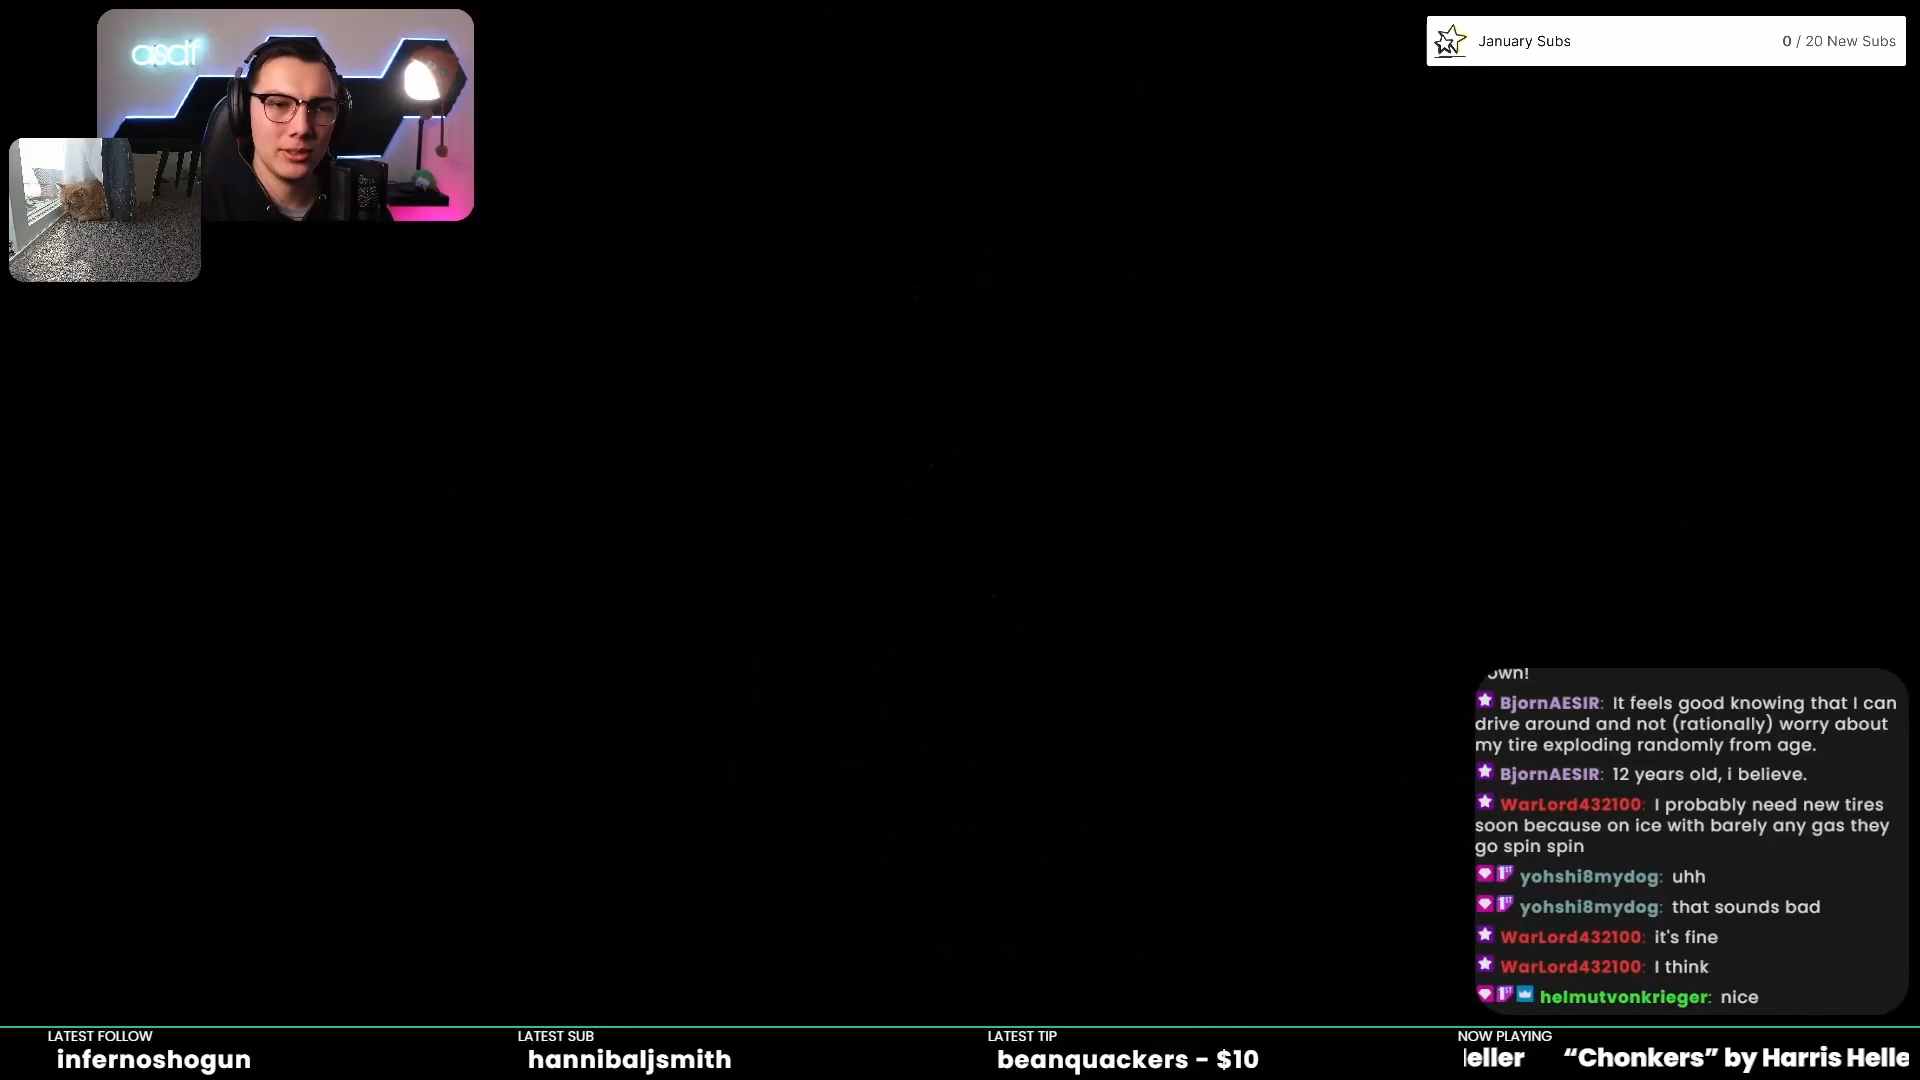 asdf
January Subs
0 / 20 New Subs
own!
BjornAESIR: It feels good knowing that I can
drive around and not (rationally) worry about
my tire exploding randomly from age.
BjornAESIR: 12 years old, i believe.
WarLord432100: I probably need new tires
soon because on ice with barely any gas they
go spin spin
yohshi8mydog: uhh
yohshi8mydog: that sounds bad
WarLord432100: it's fine
WarLord432100: I think
helmutvonkrieger: nice
LATEST FOLLOW
infernoshogun
LATEST SUB
hannibaljsmith
LATEST TIP
beanquackers - $10
NOW PLAYING
eller “Chonkers” by Harris Helle